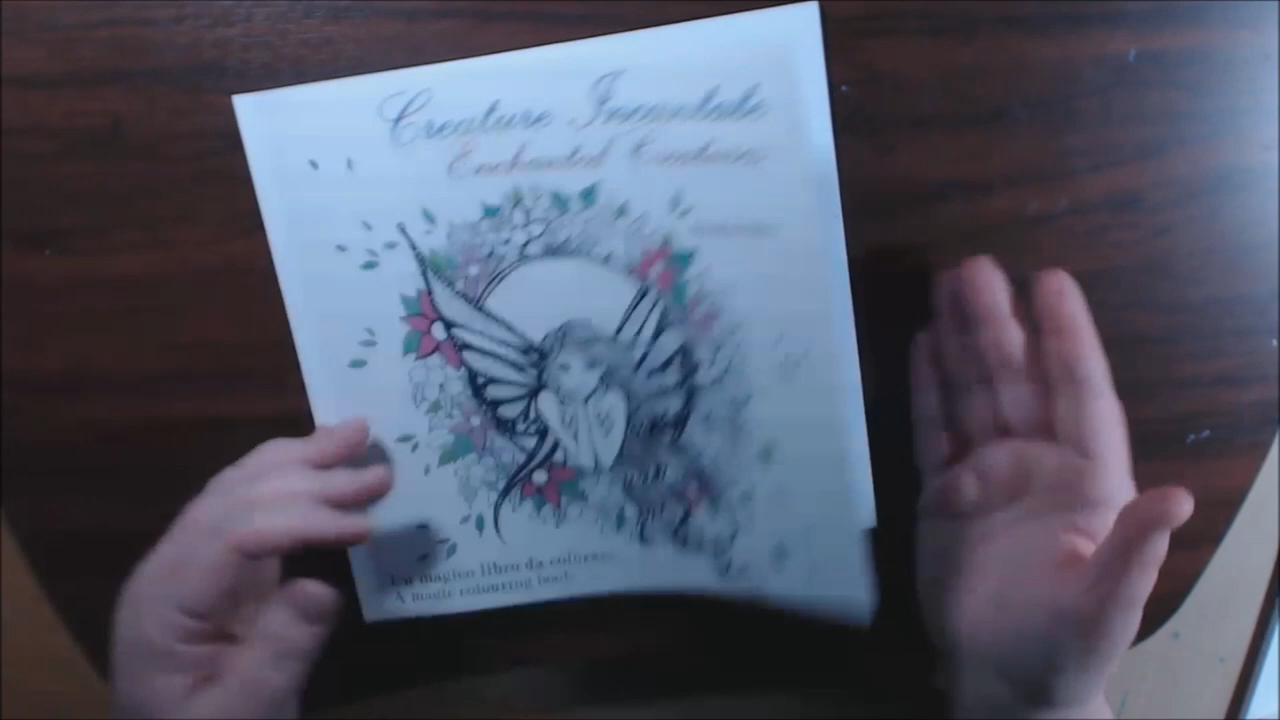 Creature Incantate
Enchanted Creatures
Un magico libro da colorare
A magic colouring book